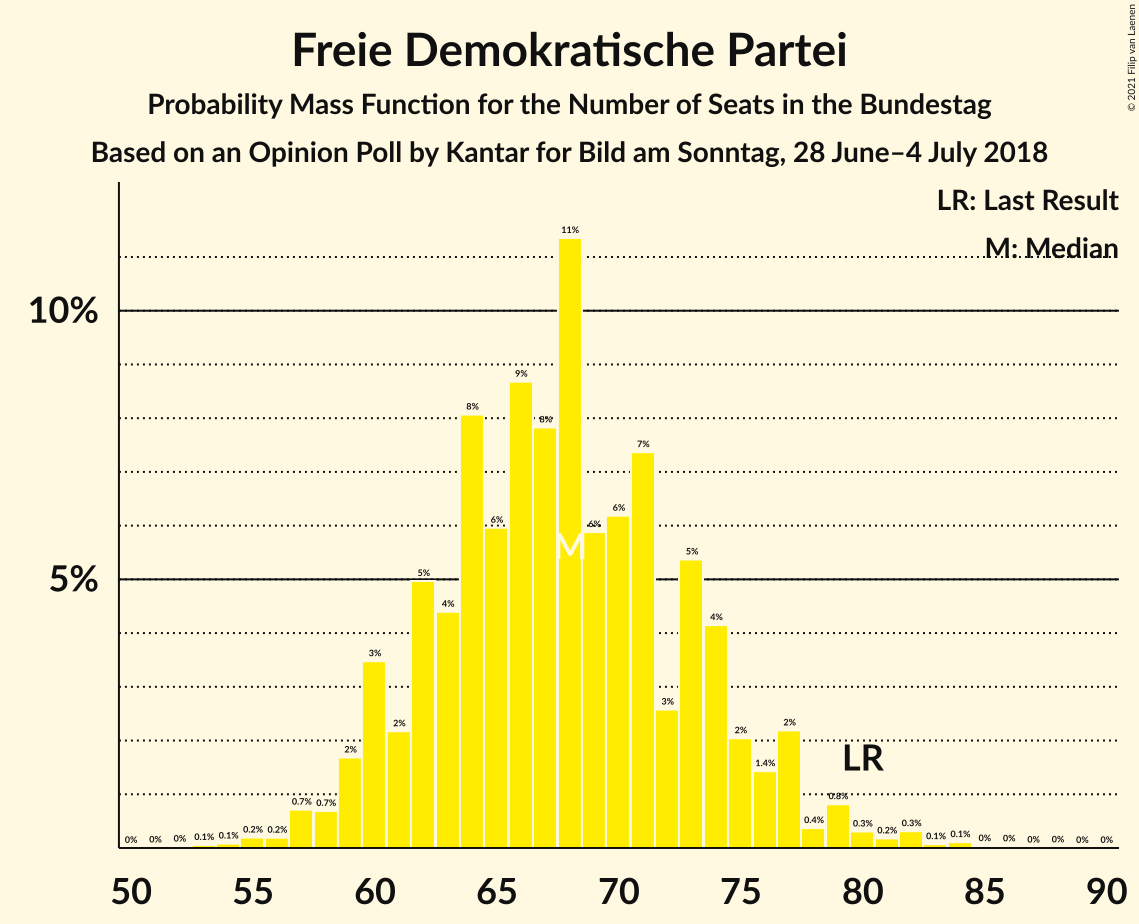 Freie Demokratische Partei
Probability Mass Function for the Number of Seats in the Bundestag
Based on an Opinion Poll by Kantar for Bild am Sonntag, 28 June–4 July 2018
© 2021 Filip van Laenen
LR: Last Result
M: Median
10%
5%
0% 0% 0% 0.1% 0.1% 0.2% 0.2% 0.7% 0.7% 2% 3% 2% 5% 4% 8% 6% 9% 8% 11% 6% 6% 7% 3% 5% 4% 2% 1.4% 2% 0.4% 0.8% 0.3% 0.2% 0.3% 0.1% 0.1% 0% 0% 0% 0% 0% 0%
M
LR
50 55 60 65 70 75 80 85 90